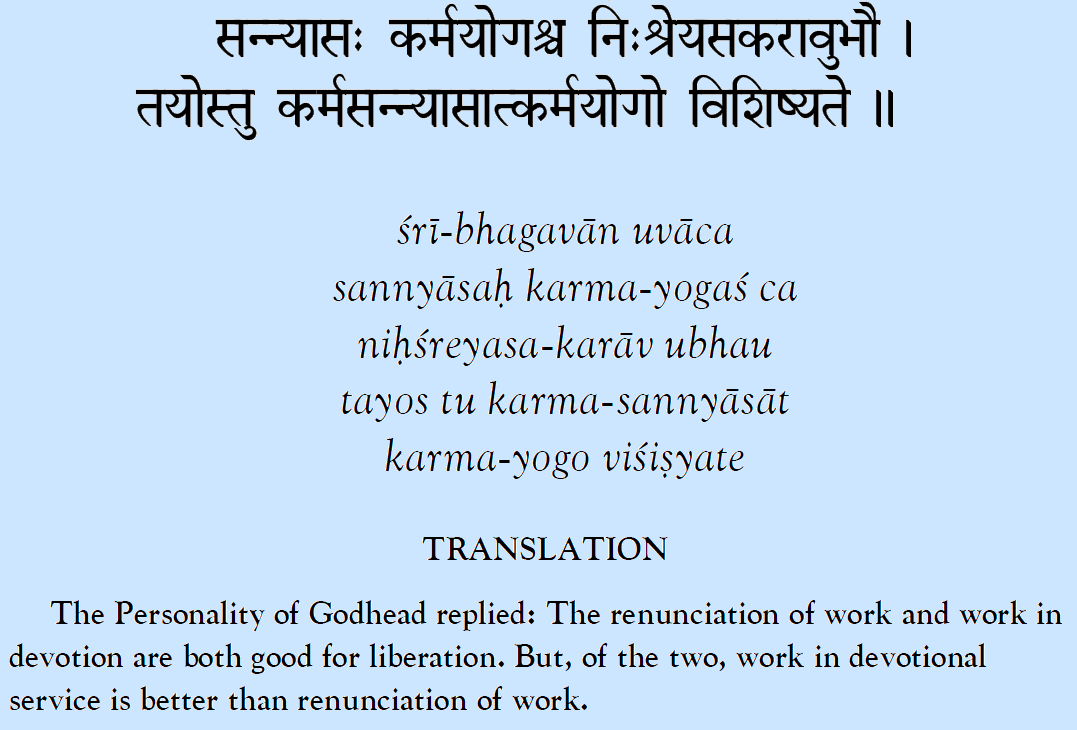 सन्न्यासः कर्मयोगश्च निःश्रेयसकरावुभौ ।
तयोस्तु कर्मसन्न्यासात्कर्मयोगो विशिष्यते ॥
śrī-bhagavān uvāca
sannyāsaḥ karma-yogaś ca
niḥśreyasa-karāv ubhau
tayos tu karma-sannyāsāt
karma-yogo viśiṣyate
TRANSLATION
The Personality of Godhead replied: The renunciation of work and work in
devotion are both good for liberation. But, of the two, work in devotional
service is better than renunciation of work.